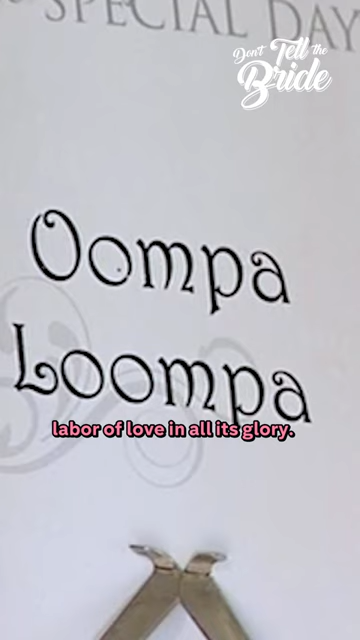 SPECIAL DAY
Don't Tell the
Bride
Oompa
Loompa
labor of love in all its glory.